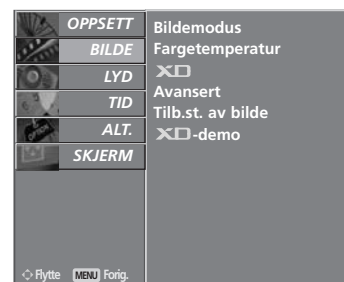 OPPSETT
BILDE
LYD
TID
ALT.
SKJERM
Bildemodus
Fargetemperatur
XD
Avansert
Tilb.st. av bilde
XD-demo
Flytte MENU Forig.